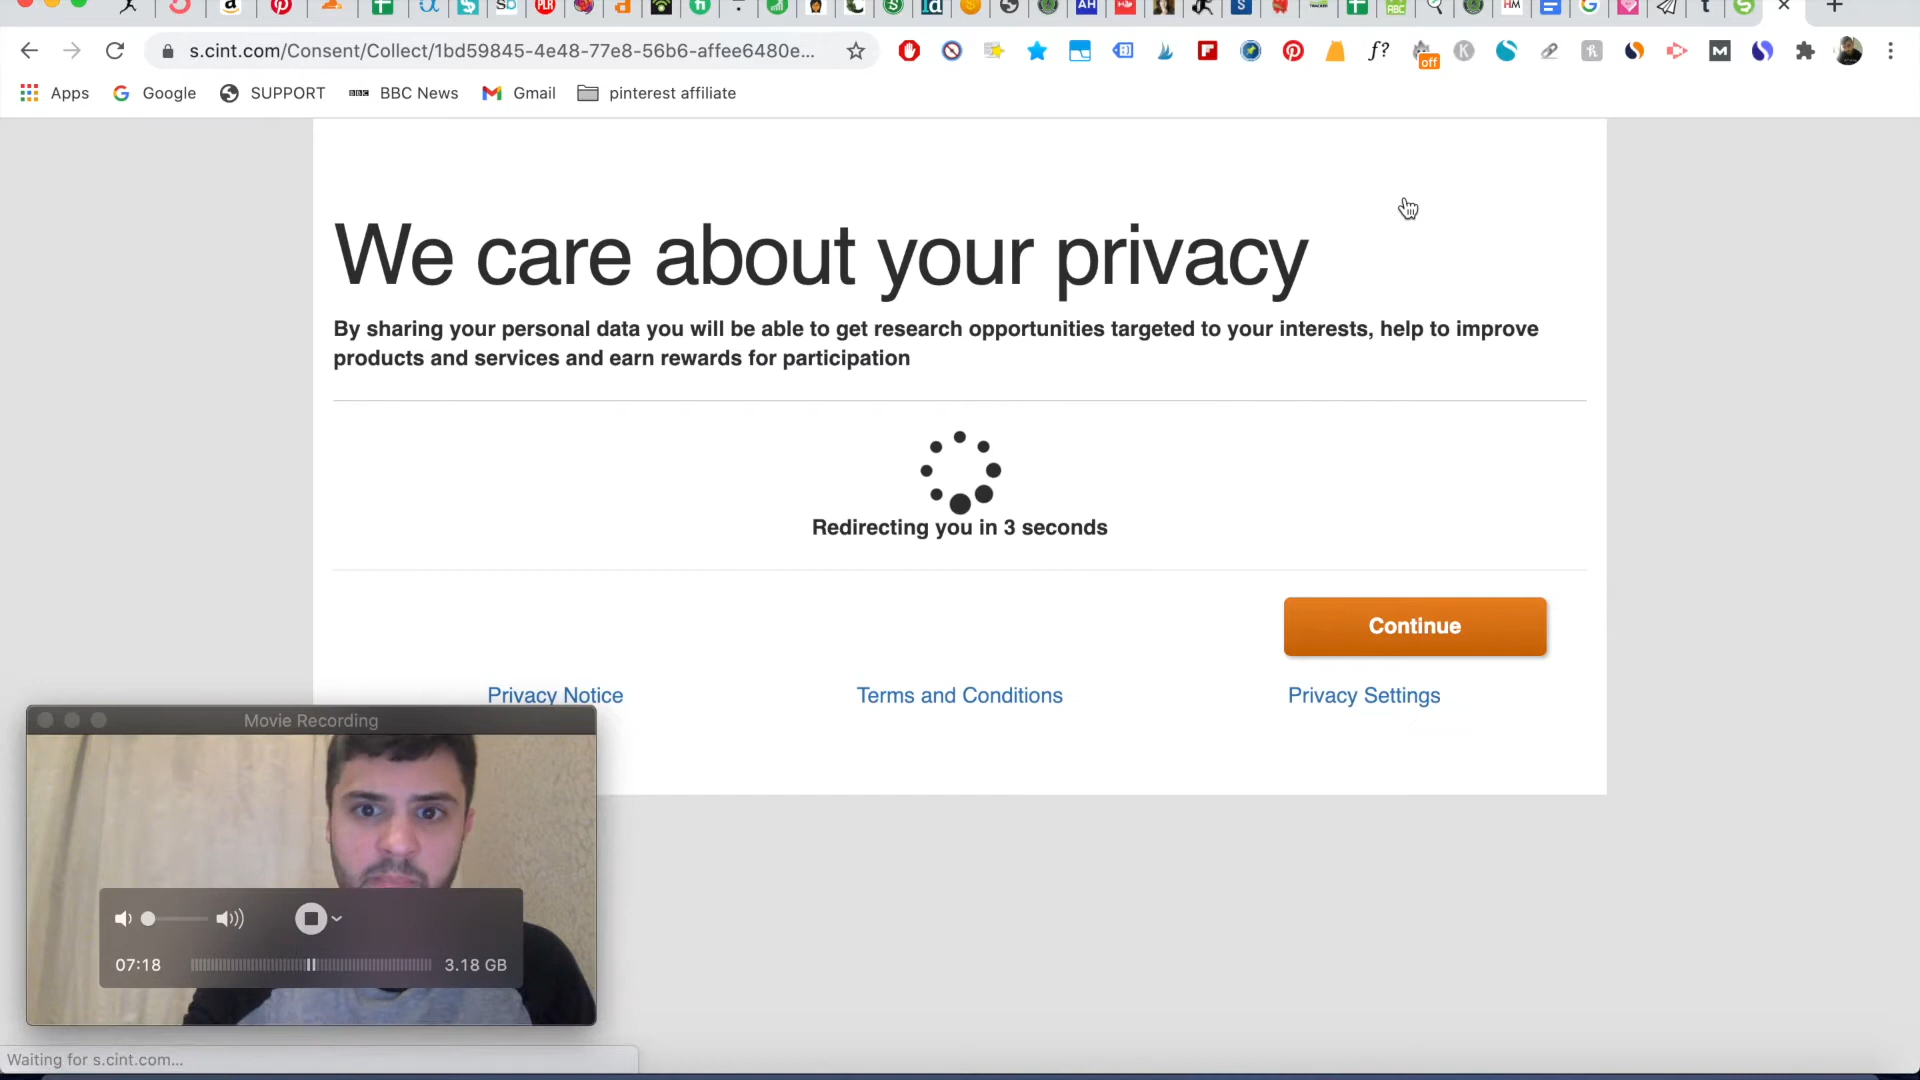 s.cint.com/Consent/Collect/1bd59845-4e48-77e8-56b6-affee6480e...
off
Apps
Google
SUPPORT
BBC News
Gmail
pinterest affiliate
We care about your privacy
By sharing your personal data you will be able to get research opportunities targeted to your interests, help to improve
products and services and earn rewards for participation
Redirecting you in 3 seconds
Continue
Privacy Notice
Terms and Conditions
Privacy Settings
Movie Recording
07:18
3.18 GB
Waiting for s.cint.com...